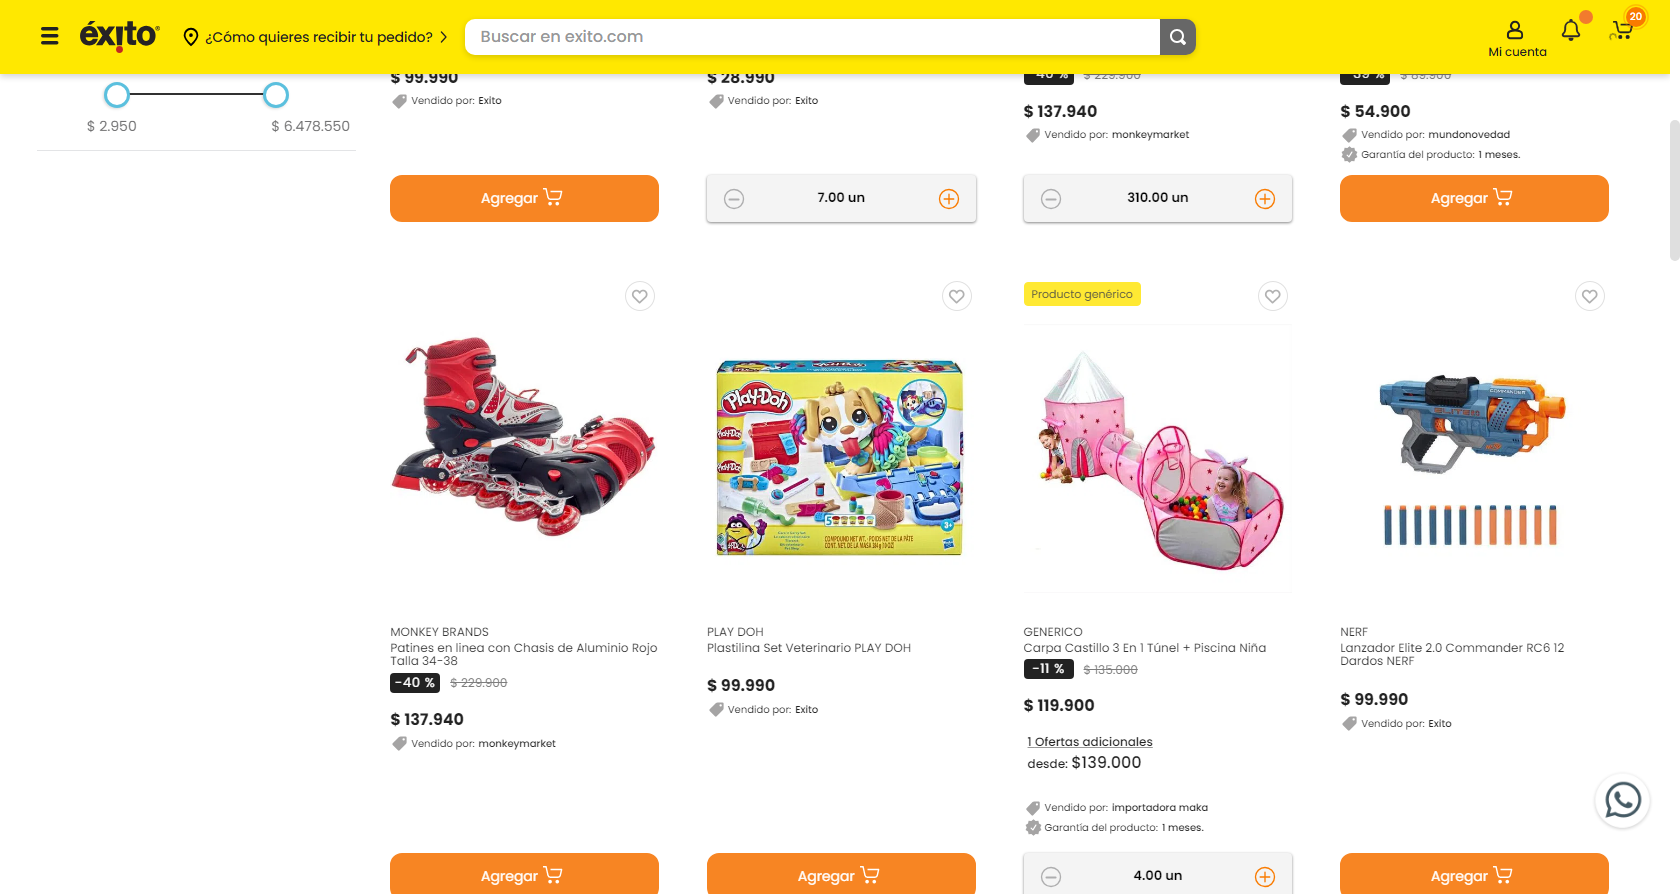 éxito
¿Cómo quieres recibir tu pedido?
Buscar en exito.com
Mi cuenta
20
$ 2.950
$ 6.478.550
$ 99.990
Vendido por: Exito
Agregar
$ 28.990
Vendido por: Exito
7.00 un
-40 %
$ 229.900
$ 137.940
Vendido por: monkeymarket
310.00 un
-39 %
$ 89.900
$ 54.900
Vendido por: mundonovedad
Garantía del producto: 1 meses.
Agregar
MONKEY BRANDS
Patines en linea con Chasis de Aluminio Rojo
Talla 34-38
-40 %
$ 229.900
$ 137.940
Vendido por: monkeymarket
Agregar
Play-Doh
3+
PLAY DOH
Plastilina Set Veterinario PLAY DOH
$ 99.990
Vendido por: Exito
Agregar
Producto genérico
GENERICO
Carpa Castillo 3 En 1 Túnel + Piscina Niña
-11 %
$ 135.000
$ 119.900
1 Ofertas adicionales
desde: $139.000
Vendido por: importadora maka
Garantía del producto: 1 meses.
4.00 un
COMMANDER
NERF
Lanzador Elite 2.0 Commander RC6 12
Dardos NERF
$ 99.990
Vendido por: Exito
Agregar